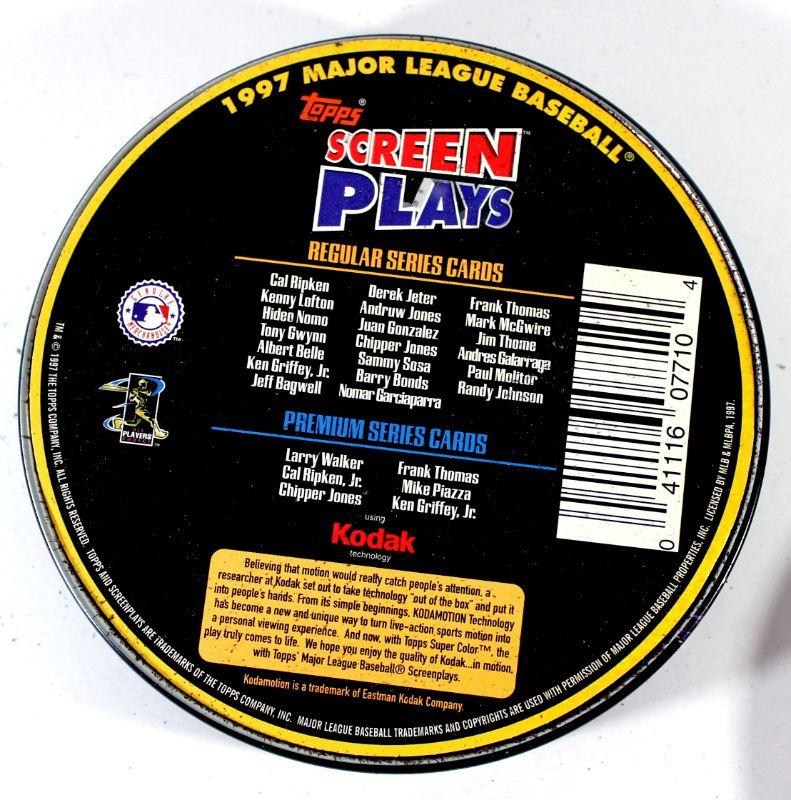 1997 MAJOR LEAGUE BASEBALL®
TOPPS®
SCREEN™
PLAYS
REGULAR SERIES CARDS
Cal Ripken
Kenny Lofton
Hideo Nomo
Tony Gwynn
Albert Belle
Ken Griffey, Jr.
Jeff Bagwell
Derek Jeter
Andruw Jones
Juan Gonzalez
Chipper Jones
Sammy Sosa
Barry Bonds
Nomar Garciaparra
Frank Thomas
Mark McGwire
Jim Thome
Andres Galarraga
Paul Molitor
Randy Johnson
PREMIUM SERIES CARDS
Larry Walker
Cal Ripken, Jr.
Chipper Jones
Frank Thomas
Mike Piazza
Ken Griffey, Jr.
using
Kodak
technology
Believing that motion would really catch people's attention, a
researcher at Kodak set out to take technology "out of the box" and put it
into people's hands. From its simple beginnings, KODAMOTION Technology
has become a new and unique way to turn live-action sports motion into
a personal viewing experience. And now, with Topps Super Color™, the
play truly comes to life. We hope you enjoy the quality of Kodak...in motion,
with Topps' Major League Baseball® Screenplays.
Kodamotion is a trademark of Eastman Kodak Company.
GENUINE
MERCHANDISE
TM
PLAYERS
TM
0 41116 07710 4
TM & © 1997 THE TOPPS COMPANY, INC. ALL RIGHTS RESERVED. TOPPS AND SCREENPLAYS ARE TRADEMARKS OF THE TOPPS COMPANY, INC. MAJOR LEAGUE BASEBALL TRADEMARKS AND COPYRIGHTS ARE USED WITH PERMISSION OF MAJOR LEAGUE BASEBALL PROPERTIES, INC. LICENSED BY MLB & MLBPA, 1997.